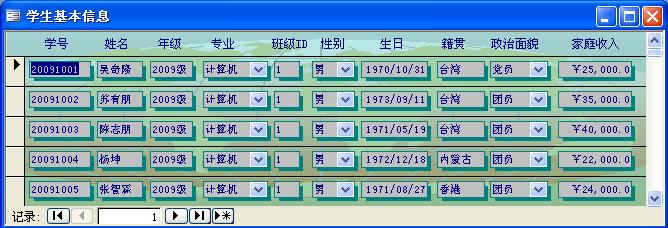 学生基本信息
学号 姓名 年级 专业 班级ID 性别 生日 籍贯 政治面貌 家庭收入
20091001 吴奇隆 2009级 计算机 1 男 1970/10/31 台湾 党员 ￥25,000.0
20091002 苏有朋 2009级 计算机 1 男 1973/09/11 台湾 团员 ￥35,000.0
20091003 陈志朋 2009级 计算机 1 男 1971/05/19 台湾 团员 ￥40,000.0
20091004 杨坤 2009级 计算机 1 男 1972/12/18 内蒙古 团员 ￥22,000.0
20091005 张智霖 2009级 计算机 1 男 1971/08/27 香港 团员 ￥24,000.0
记录: 1